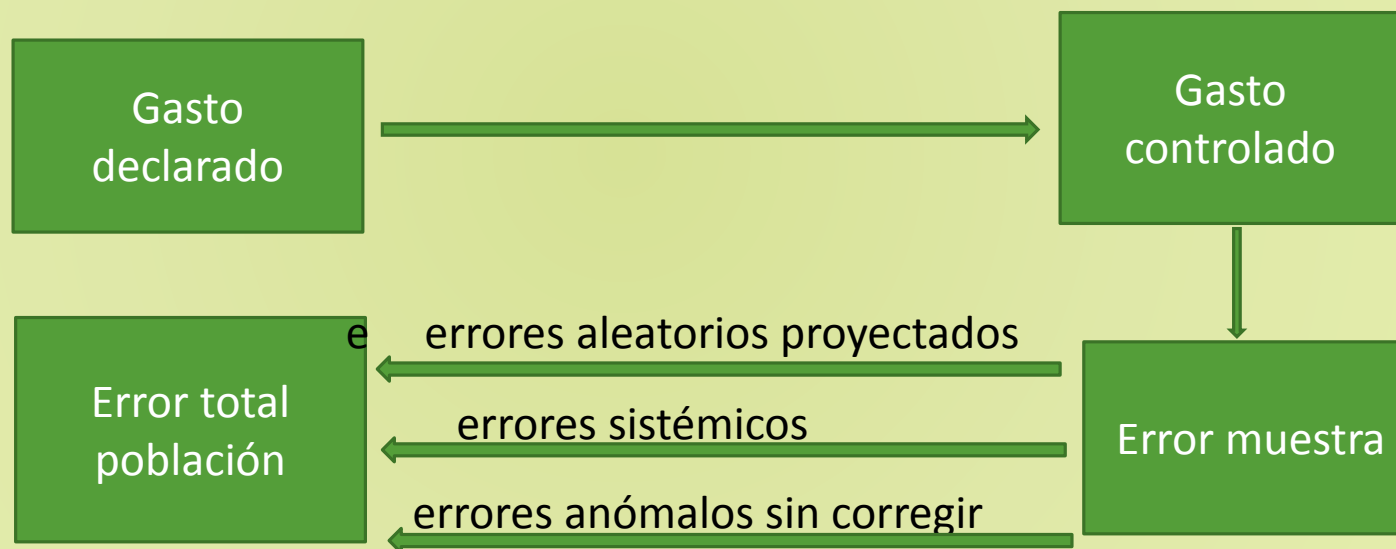 Gasto
declarado
Gasto
controlado
e errores aleatorios proyectados
errores sistémicos
errores anómalos sin corregir
Error total
población
Error muestra